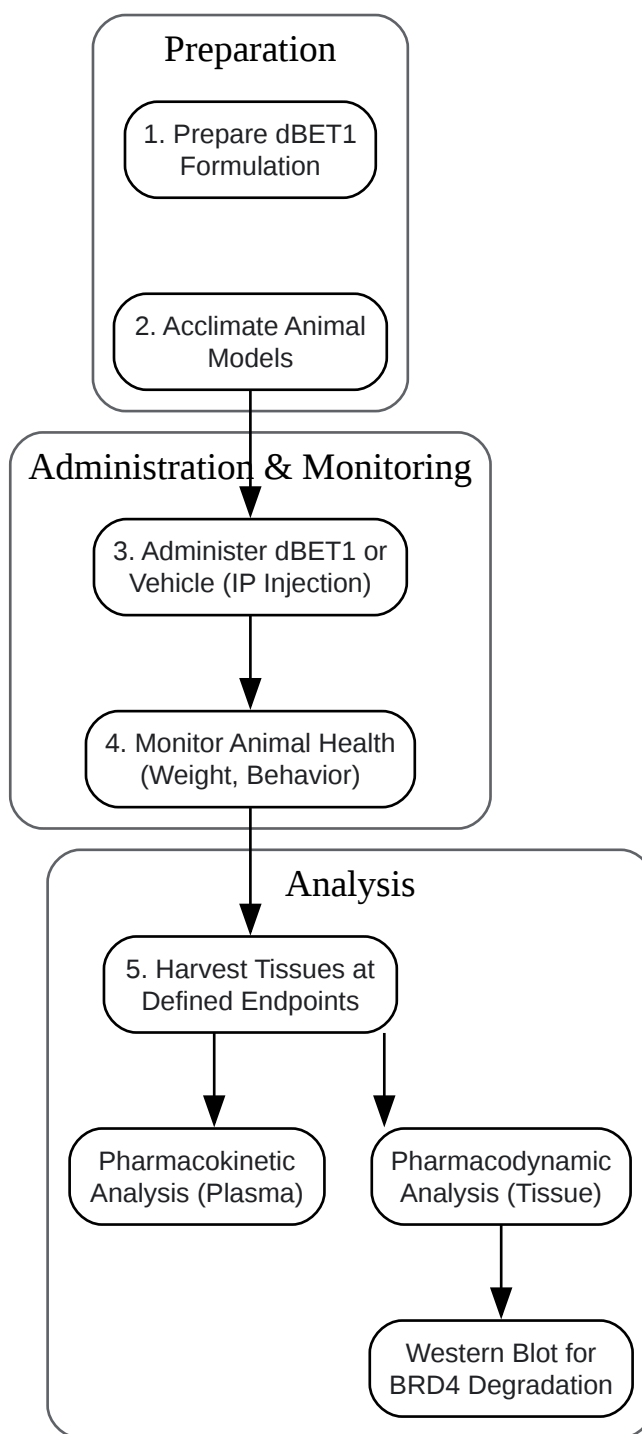 Preparation
1. Prepare dBET1
Formulation
2. Acclimate Animal
Models
Administration & Monitoring
3. Administer dBET1 or
Vehicle (IP Injection)
4. Monitor Animal Health
(Weight, Behavior)
Analysis
5. Harvest Tissues at
Defined Endpoints
Pharmacokinetic
Analysis (Plasma)
Pharmacodynamic
Analysis (Tissue)
Western Blot for
BRD4 Degradation